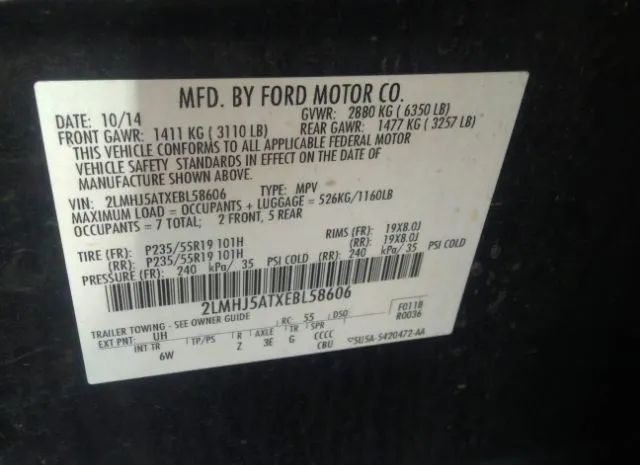 MFD. BY FORD MOTOR CO.
DATE: 10/14 GVWR: 2880 KG ( 6350 LB)
FRONT GAWR: 1411 KG ( 3110 LB) REAR GAWR: 1477 KG ( 3257 LB)
THIS VEHICLE CONFORMS TO ALL APPLICABLE FEDERAL MOTOR
VEHICLE SAFETY STANDARDS IN EFFECT ON THE DATE OF
MANUFACTURE SHOWN ABOVE.
VIN: 2LMHJ5ATXEBL58606 TYPE: MPV
MAXIMUM LOAD = OCCUPANTS + LUGGAGE = 526KG/1160LB
OCCUPANTS = 7 TOTAL; 2 FRONT, 5 REAR
TIRE (FR): P235/55R19 101H RIMS (FR): 19X8.0J
(RR): P235/55R19 101H (RR): 19X8.0J
PRESSURE (FR): 240 kPa/ 35 PSI COLD (RR): 240 kPa/ 35 PSI COLD
2LMHJ5ATXEBL58606
TRAILER TOWING - SEE OWNER GUIDE RC: 55 DSO: F0118
EXT PNT: UH R0036
INT TR TP/PS R AXLE TR SPR
6W Z 3E G CCCC
CBU 5U5A-5420472-AA